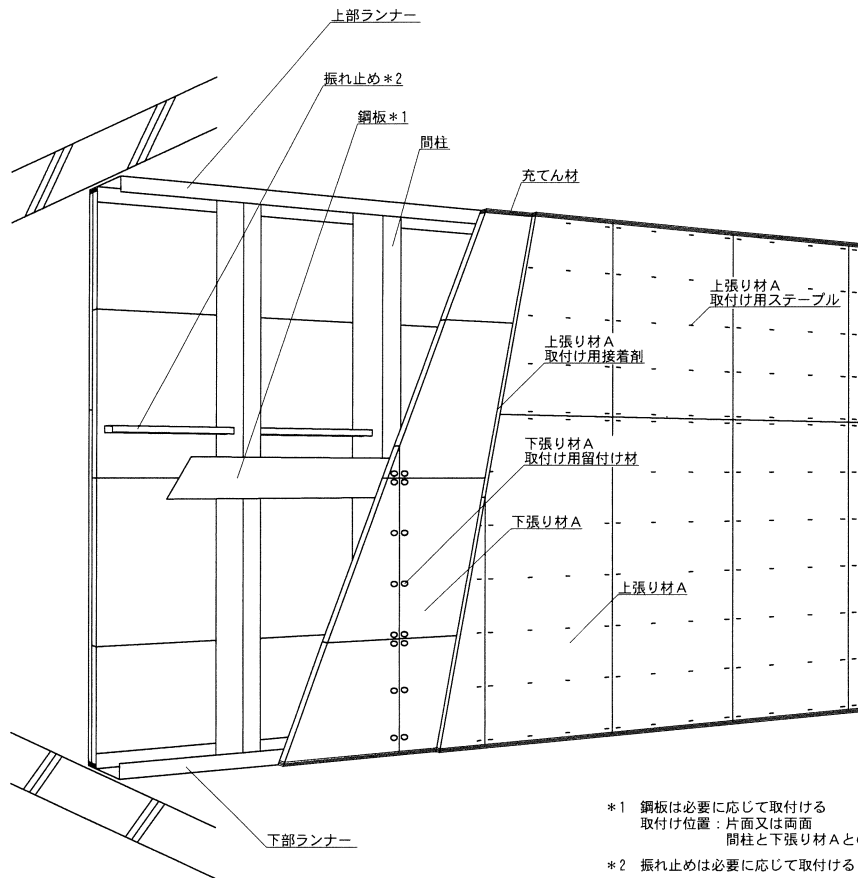 上部ランナー
振れ止め*2
鋼板*1
間柱
充てん材
上張り材A
取付け用ステープル
上張り材A
取付け用接着剤
下張り材A
取付け用留付け材
下張り材A
上張り材A
下部ランナー
*1 鋼板は必要に応じて取付ける
取付け位置：片面又は両面
間柱と下張り材Aと
*2 振れ止めは必要に応じて取付ける